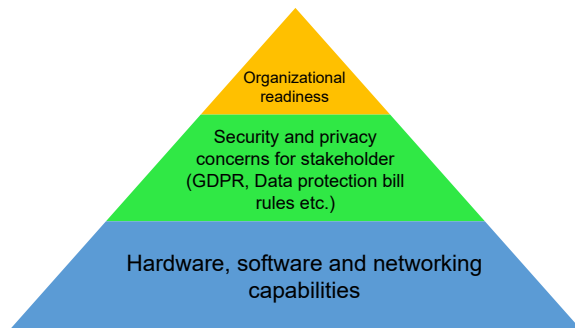 Organizational
readiness
Security and privacy
concerns for stakeholder
(GDPR, Data protection bill
rules etc.)
Hardware, software and networking
capabilities